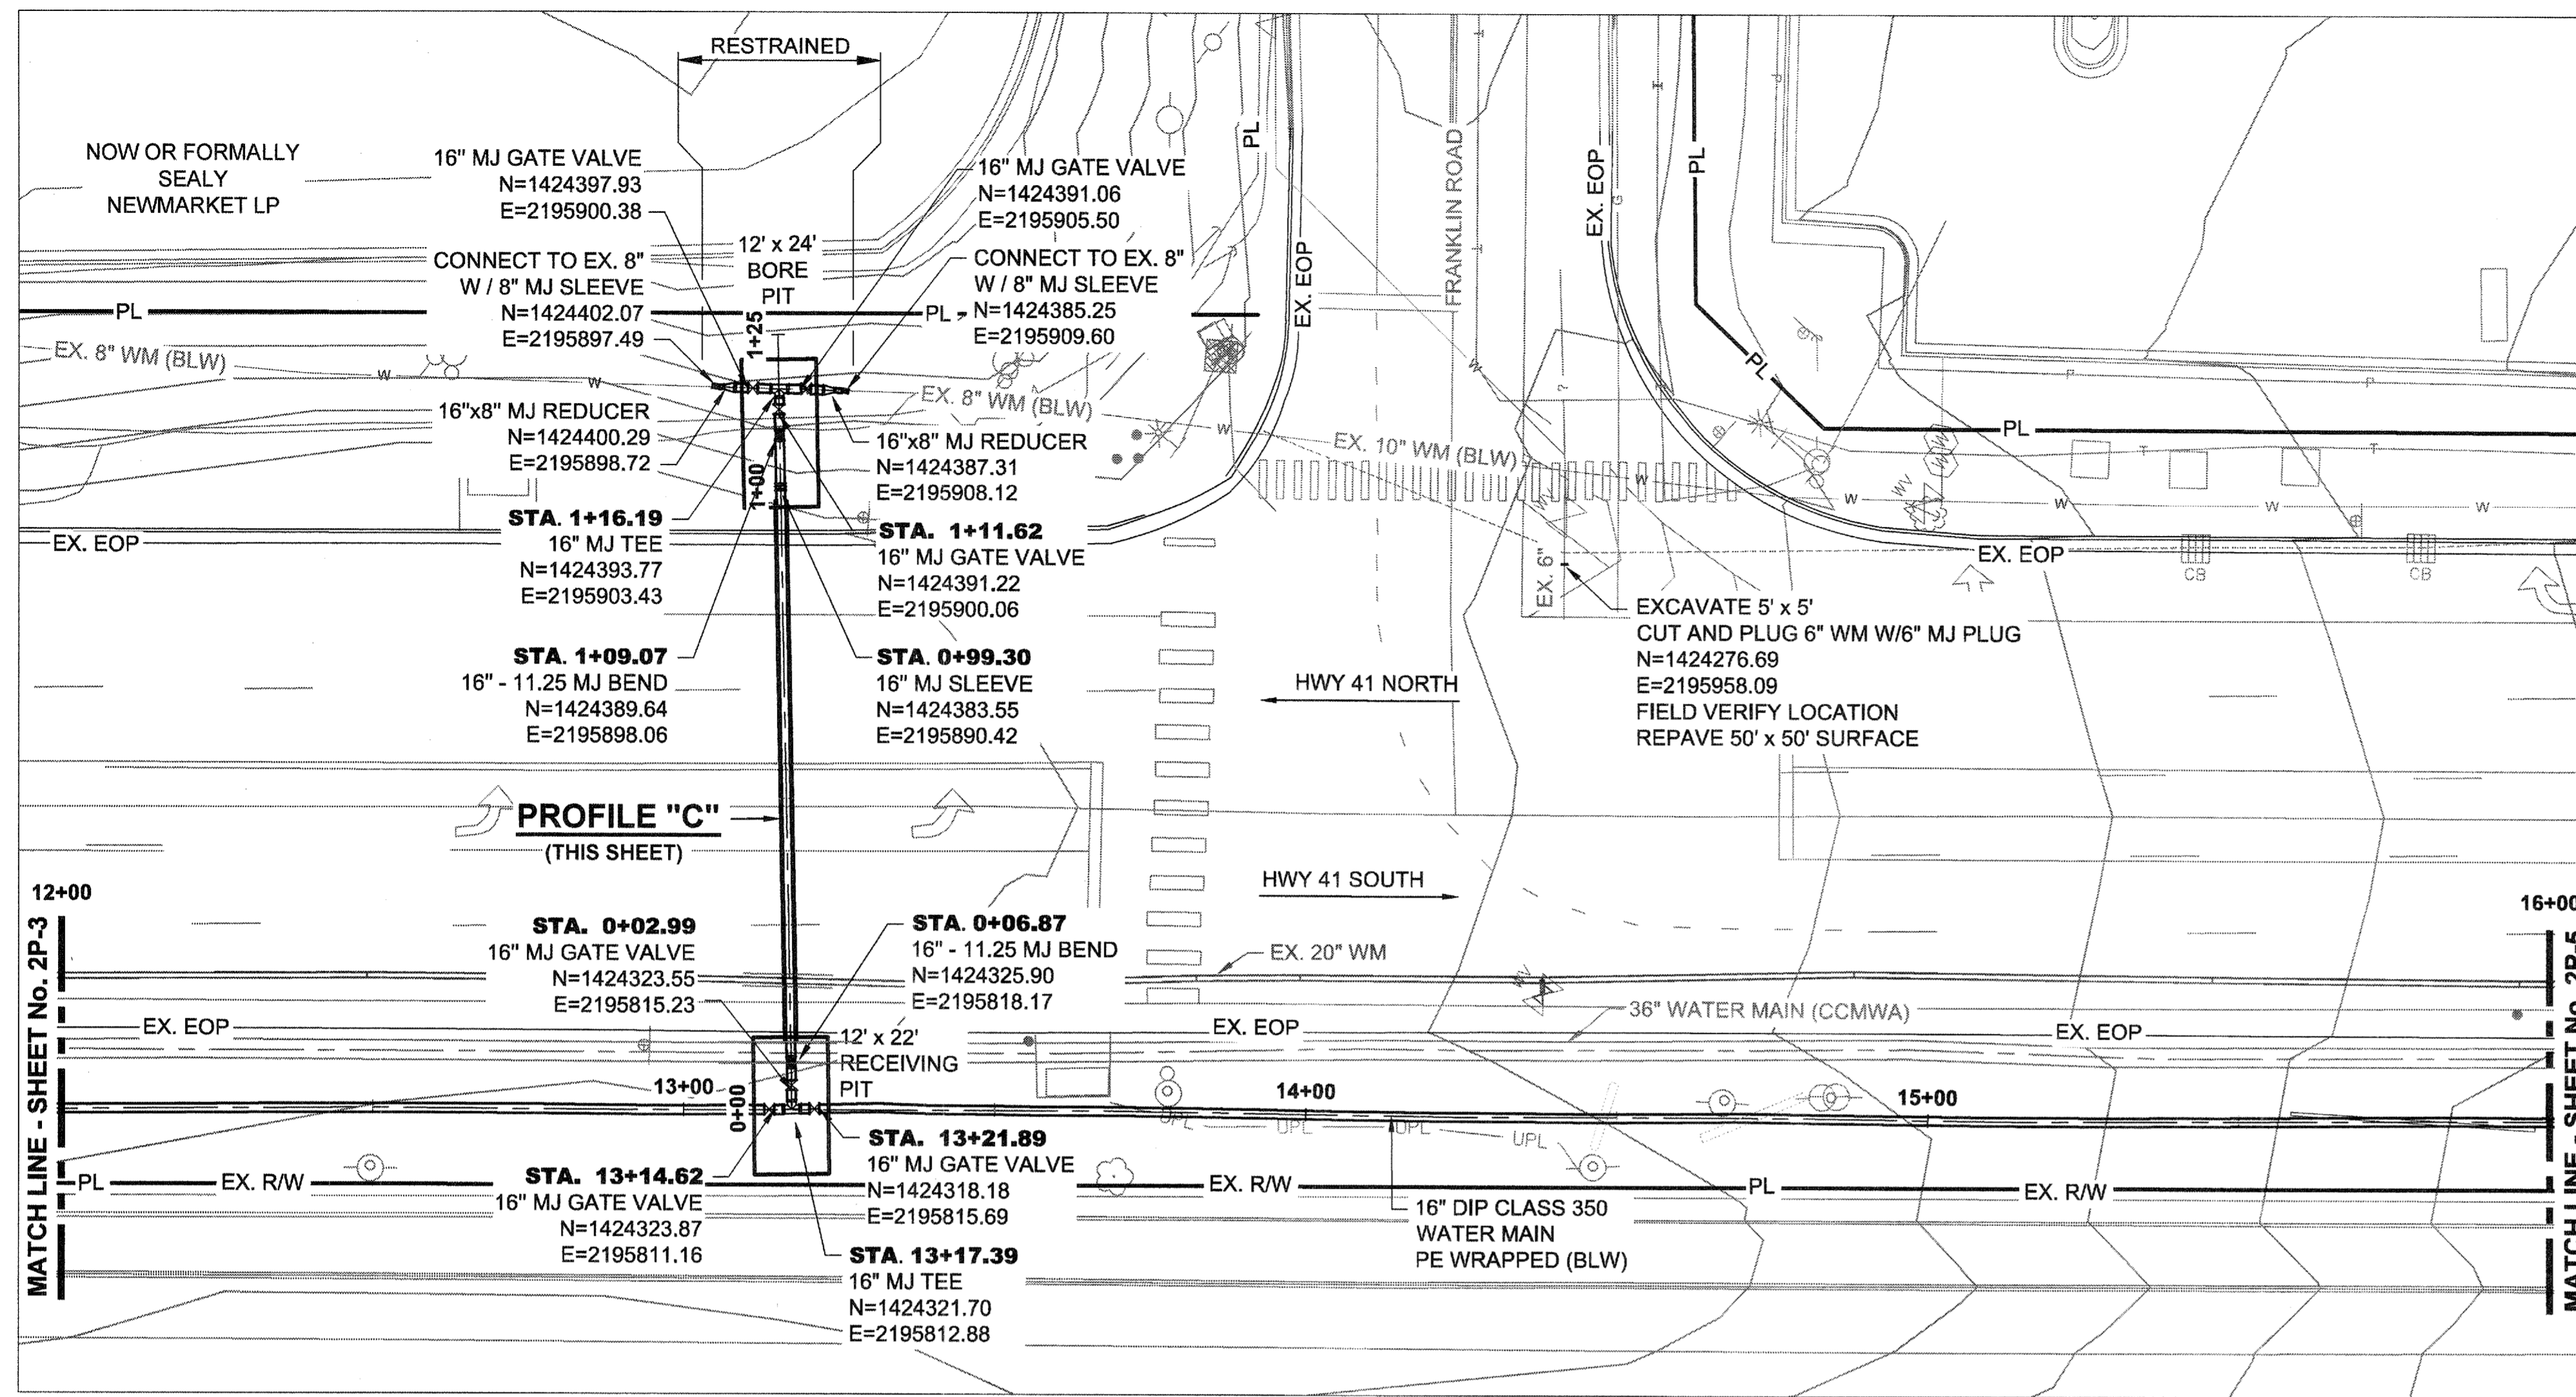 RESTRAINED
NOW OR FORMALLY
SEALY
NEWMARKET LP
16" MJ GATE VALVE
N=1424397.93
E=2195900.38
16" MJ GATE VALVE
N=1424391.06
E=2195905.50
12' x 24'
BORE
PIT
CONNECT TO EX. 8"
W / 8" MJ SLEEVE
N=1424402.07
E=2195897.49
CONNECT TO EX. 8"
W / 8" MJ SLEEVE
N=1424385.25
E=2195909.60
PL
PL
PL
PL
PL
PL
EX. EOP
EX. EOP
FRANKLIN ROAD
1+25
EX. 8" WM (BLW)
W
W
EX. 8" WM (BLW)
W
W
EX. 10" WM (BLW)
W
W
W
W
W
16"x8" MJ REDUCER
N=1424400.29
E=2195898.72
16"x8" MJ REDUCER
N=1424387.31
E=2195908.12
1+00
STA. 1+16.19
16" MJ TEE
N=1424393.77
E=2195903.43
STA. 1+11.62
16" MJ GATE VALVE
N=1424391.22
E=2195900.06
EX. EOP
EX. EOP
CB
CB
WV
WV
EX. 6"
EXCAVATE 5' x 5'
CUT AND PLUG 6" WM W/6" MJ PLUG
N=1424276.69
E=2195958.09
FIELD VERIFY LOCATION
REPAVE 50' x 50' SURFACE
STA. 1+09.07
16" - 11.25 MJ BEND
N=1424389.64
E=2195898.06
STA. 0+99.30
16" MJ SLEEVE
N=1424383.55
E=2195890.42
HWY 41 NORTH
PROFILE "C"
(THIS SHEET)
HWY 41 SOUTH
12+00
16+00
MATCH LINE - SHEET No. 2P-3
MATCH LINE - SHEET No. 2P-5
STA. 0+02.99
16" MJ GATE VALVE
N=1424323.55
E=2195815.23
STA. 0+06.87
16" - 11.25 MJ BEND
N=1424325.90
E=2195818.17
EX. 20" WM
WV
36" WATER MAIN (CCMWA)
EX. EOP
EX. EOP
EX. EOP
12' x 22'
RECEIVING
PIT
13+00
0+00
14+00
15+00
UPL
UPL
UPL
UPL
STA. 13+21.89
16" MJ GATE VALVE
N=1424318.18
E=2195815.69
STA. 13+14.62
16" MJ GATE VALVE
N=1424323.87
E=2195811.16
PL
EX. R/W
EX. R/W
PL
EX. R/W
16" DIP CLASS 350
WATER MAIN
PE WRAPPED (BLW)
STA. 13+17.39
16" MJ TEE
N=1424321.70
E=2195812.88